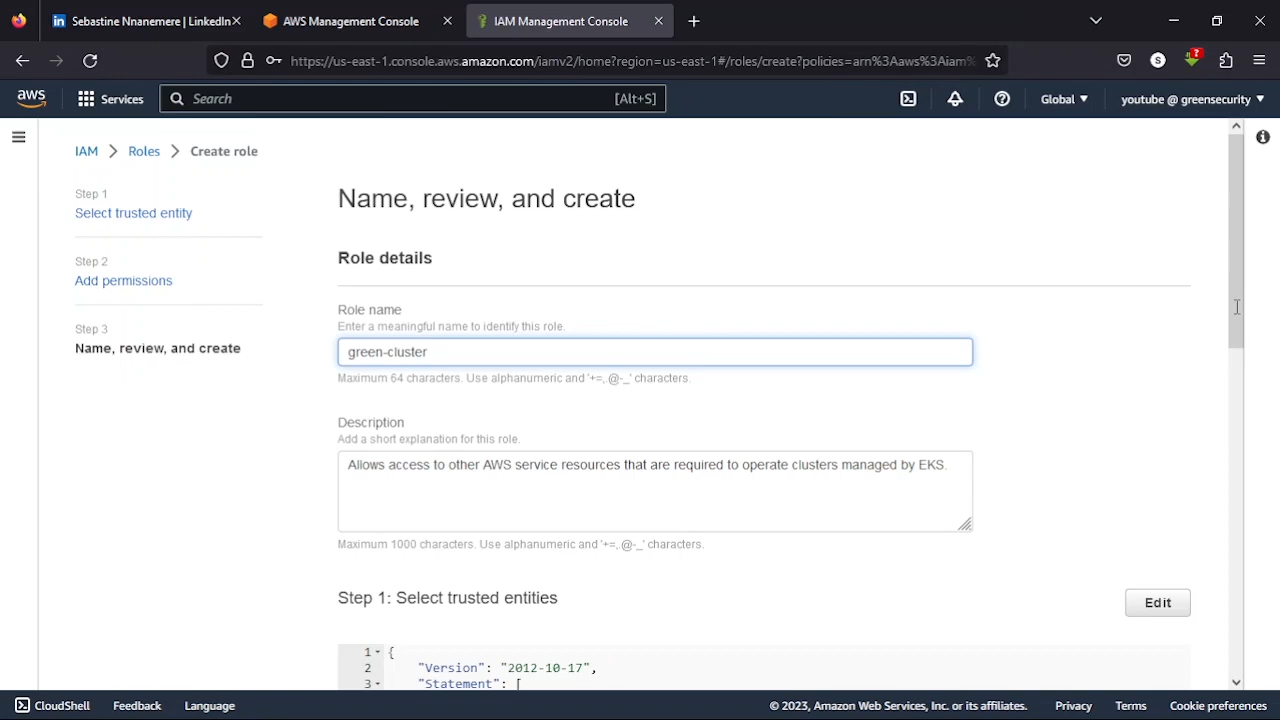 Sebastine Nnanemere | LinkedIn
AWS Management Console
IAM Management Console
https://us-east-1.console.aws.amazon.com/iamv2/home?region=us-east-1#/roles/create?policies=arn%3Aaws%3Aiam%
S
?
aws
Services
Search
[Alt+S]
Global
youtube @ greensecurity
IAM
Roles
Create role
Step 1
Select trusted entity
Step 2
Add permissions
Step 3
Name, review, and create
Name, review, and create
Role details
Role name
Enter a meaningful name to identify this role.
green-cluster
Maximum 64 characters. Use alphanumeric and '+=,.@-_' characters.
Description
Add a short explanation for this role.
Allows access to other AWS service resources that are required to operate clusters managed by EKS.
Maximum 1000 characters. Use alphanumeric and '+=,.@-_' characters.
Step 1: Select trusted entities
Edit
1 {
2 "Version": "2012-10-17",
3 "Statement": [
CloudShell
Feedback
Language
© 2023, Amazon Web Services, Inc. or its affiliates.
Privacy
Terms
Cookie preferences